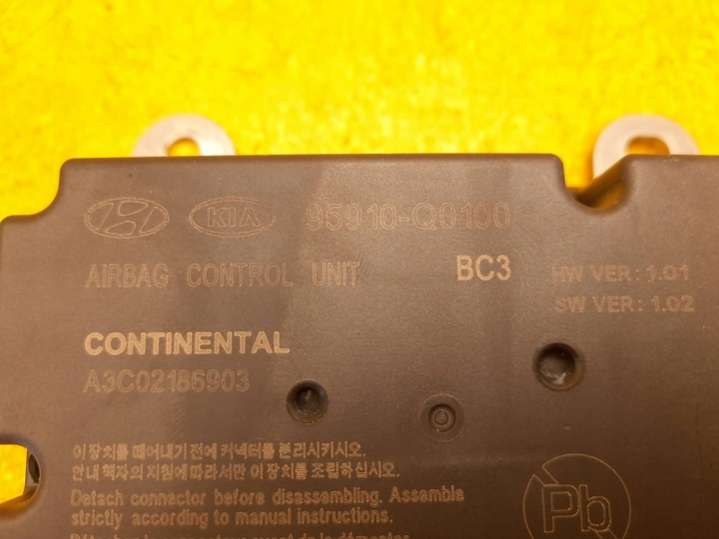 KIA 95910-Q0100
AIRBAG CONTROL UNIT BC3 HW VER: 1.01
SW VER: 1.02
CONTINENTAL
A3C02186903
9
이 장치를 떼어내기 전에 커넥터를 분리시키시오.
안내 책자의 지침에 따라서만 이 장치를 조립하십시오.
Detach connector before disassembling. Assemble
strictly according to manual instructions.
Pb